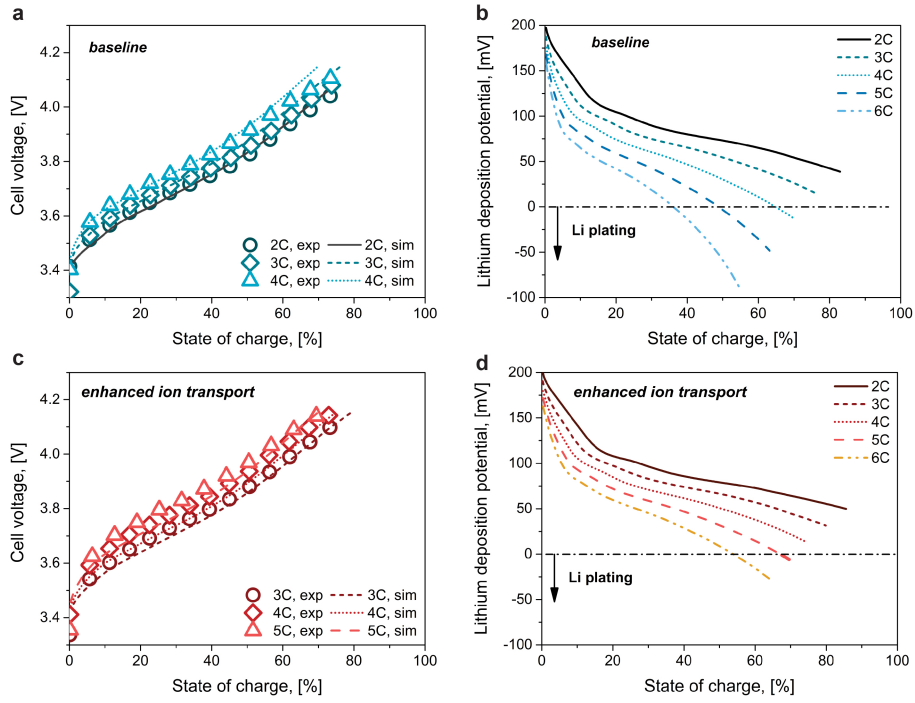 a
baseline
4.2
4.0
3.8
3.6
3.4
Cell voltage, [V]
2C, exp 2C, sim
3C, exp 3C, sim
4C, exp 4C, sim
0 20 40 60 80 100
State of charge, [%]
b
baseline
200
150
100
50
0
-50
-100
Lithium deposition potential, [mV]
2C
3C
4C
5C
6C
Li plating
0 20 40 60 80 100
State of charge, [%]
c
enhanced ion transport
4.2
4.0
3.8
3.6
3.4
Cell voltage, [V]
3C, exp 3C, sim
4C, exp 4C, sim
5C, exp 5C, sim
0 20 40 60 80 100
State of charge, [%]
d
enhanced ion transport
200
150
100
50
0
-50
-100
Lithium deposition potential, [mV]
2C
3C
4C
5C
6C
Li plating
0 20 40 60 80 100
State of charge, [%]